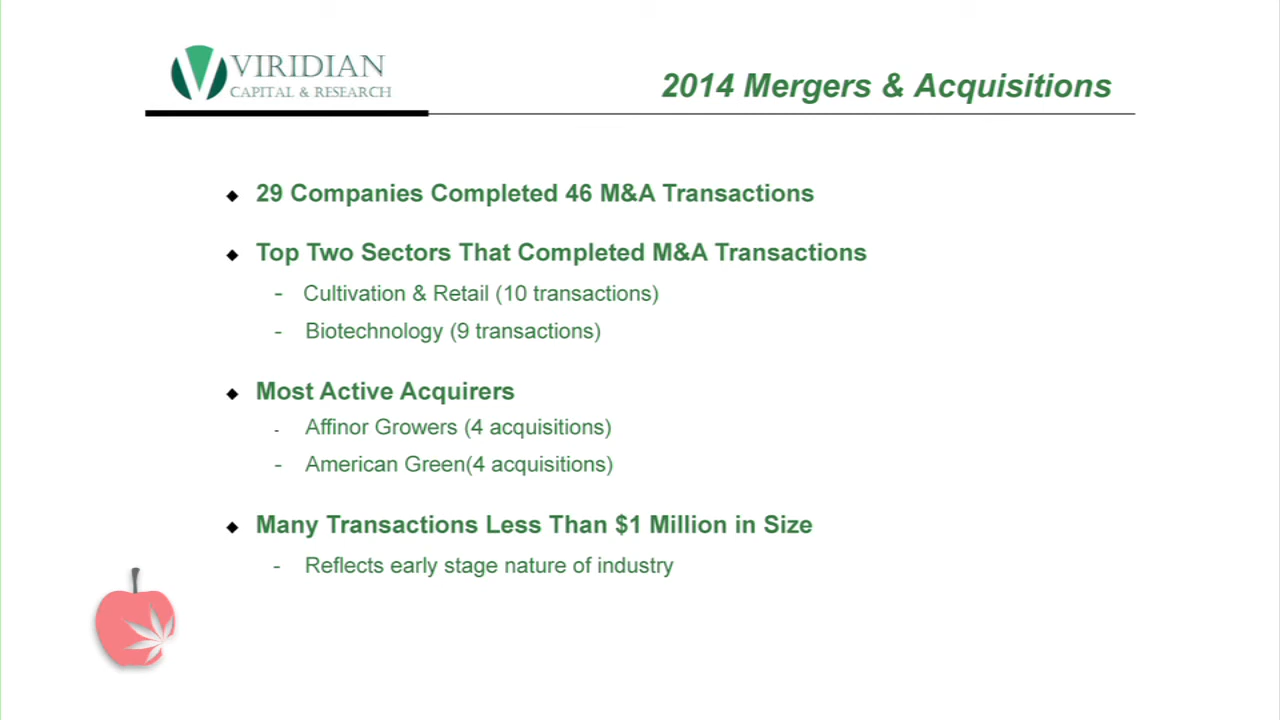 VIRIDIAN
CAPITAL & RESEARCH
2014 Mergers & Acquisitions
◆ 29 Companies Completed 46 M&A Transactions
◆ Top Two Sectors That Completed M&A Transactions
- Cultivation & Retail (10 transactions)
- Biotechnology (9 transactions)
◆ Most Active Acquirers
- Affinor Growers (4 acquisitions)
- American Green(4 acquisitions)
◆ Many Transactions Less Than $1 Million in Size
- Reflects early stage nature of industry